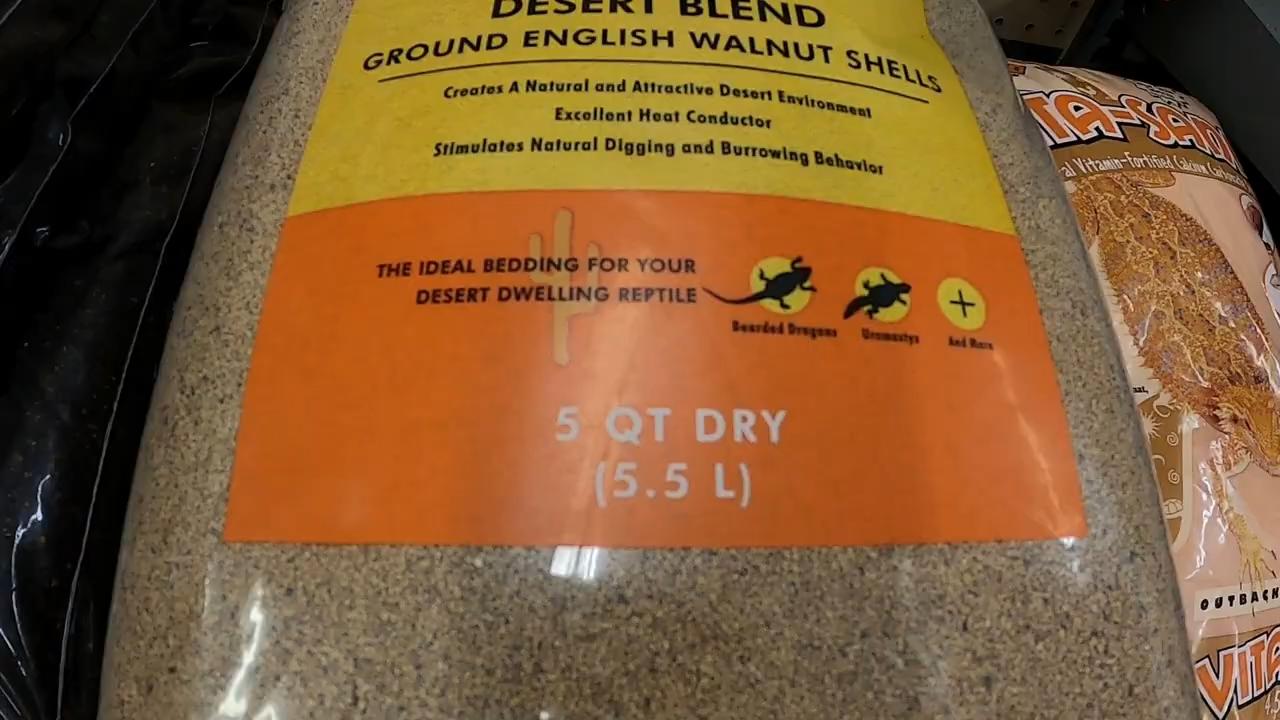 DESERT BLEND
GROUND ENGLISH WALNUT SHELLS
Creates A Natural and Attractive Desert Environment
Excellent Heat Conductor
Stimulates Natural Digging and Burrowing Behavior
THE IDEAL BEDDING FOR YOUR
DESERT DWELLING REPTILE
Bearded Dragons
Uromastyx
And More
5 QT DRY
(5.5 L)
TA-SAN
al Vitamin-Fortified Calcium
OUTBACK
VITA